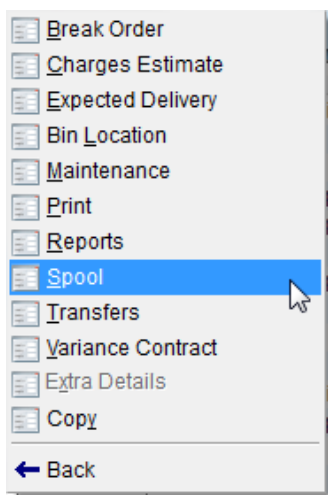 Break Order
Charges Estimate
Expected Delivery
Bin Location
Maintenance
Print
Reports
Spool
Transfers
Variance Contract
Extra Details
Copy
Back